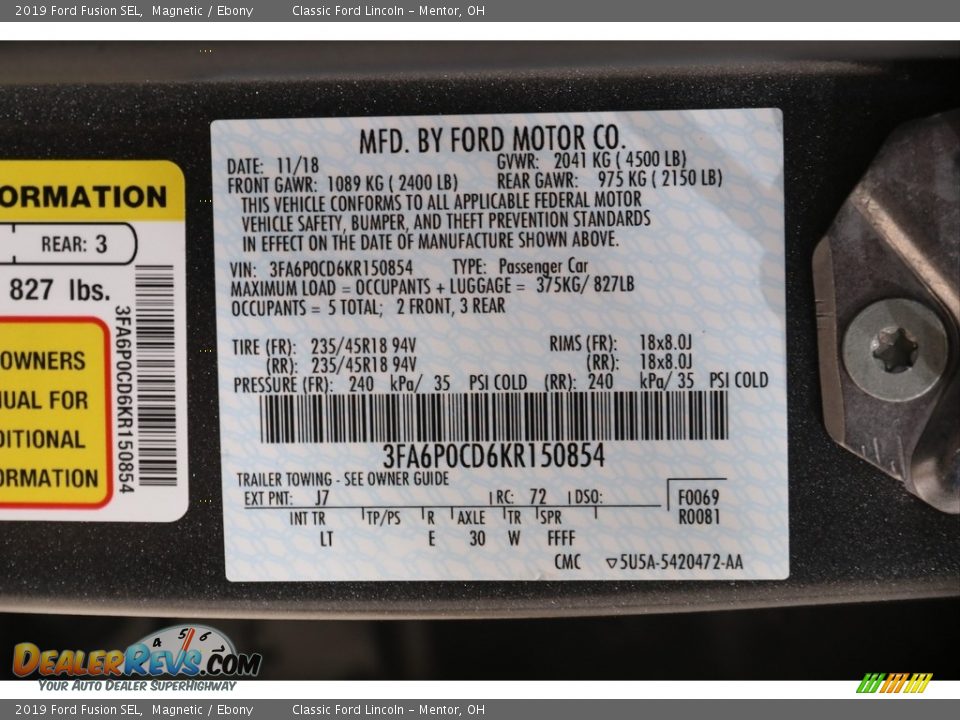 2019 Ford Fusion SEL, Magnetic / Ebony Classic Ford Lincoln – Mentor, OH
ORMATION
REAR: 3
827 lbs.
OWNERS
UAL FOR
DITIONAL
ORMATION
3FA6P0CD6KR150854
MFD. BY FORD MOTOR CO.
DATE: 11/18 GVWR: 2041 KG ( 4500 LB)
FRONT GAWR: 1089 KG ( 2400 LB) REAR GAWR: 975 KG ( 2150 LB)
THIS VEHICLE CONFORMS TO ALL APPLICABLE FEDERAL MOTOR
VEHICLE SAFETY, BUMPER, AND THEFT PREVENTION STANDARDS
IN EFFECT ON THE DATE OF MANUFACTURE SHOWN ABOVE.
VIN: 3FA6P0CD6KR150854 TYPE: Passenger Car
MAXIMUM LOAD = OCCUPANTS + LUGGAGE = 375KG/ 827LB
OCCUPANTS = 5 TOTAL; 2 FRONT, 3 REAR
TIRE (FR): 235/45R18 94V RIMS (FR): 18x8.0J
(RR): 235/45R18 94V (RR): 18x8.0J
PRESSURE (FR): 240 kPa/ 35 PSI COLD (RR): 240 kPa/ 35 PSI COLD
3FA6P0CD6KR150854
TRAILER TOWING - SEE OWNER GUIDE
EXT PNT: J7 RC: 72 DSO: F0069
R0081
INT TR TP/PS R AXLE TR SPR
LT E 30 W FFFF
CMC ▽5U5A-5420472-AA
4 5 6
DEALERREVS.COM
YOUR AUTO DEALER SUPERHIGHWAY
2019 Ford Fusion SEL, Magnetic / Ebony Classic Ford Lincoln – Mentor, OH